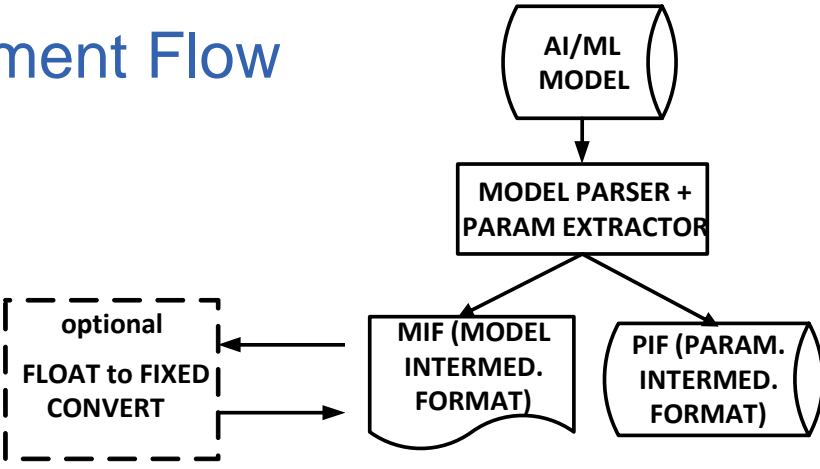 ment Flow
AI/ML
MODEL
MODEL PARSER +
PARAM EXTRACTOR
optional
FLOAT to FIXED
CONVERT
MIF (MODEL
INTERMED.
FORMAT)
PIF (PARAM.
INTERMED.
FORMAT)